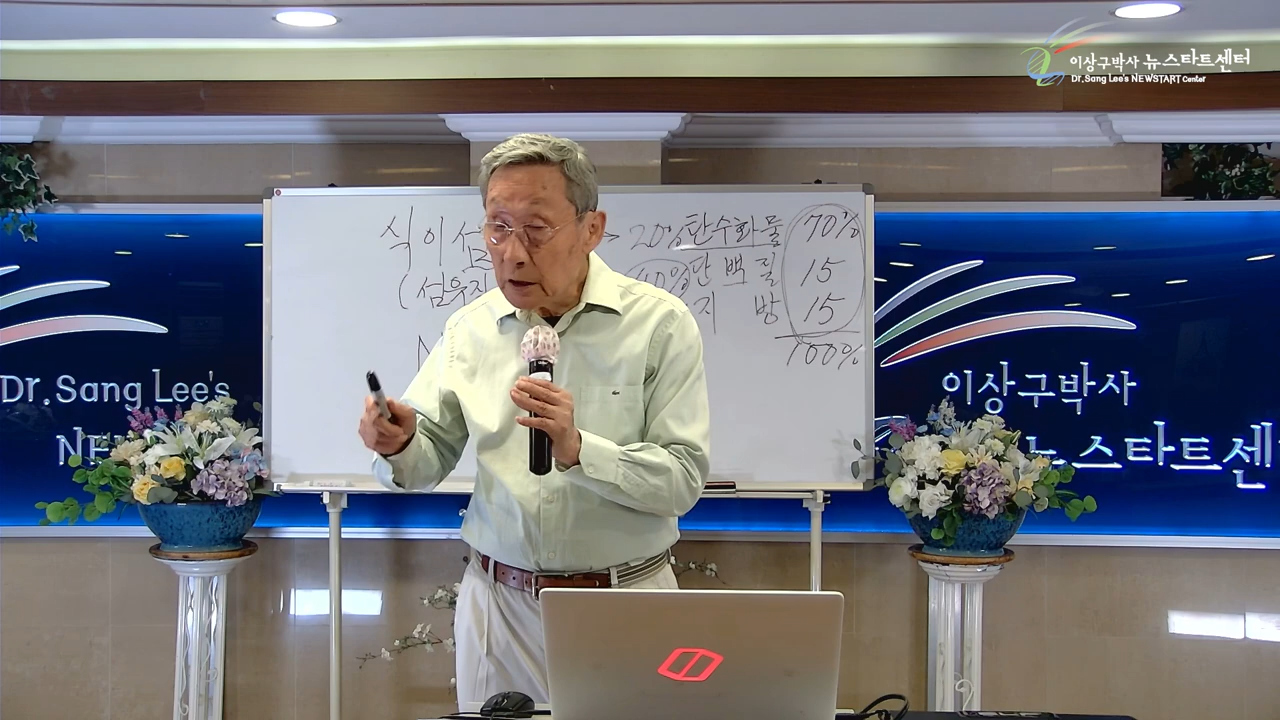 이상구박사 뉴스타트센터
Dr.Sang Lee's NEWSTART Center
식이섬 → 20% 탄수화물 70%
(섬유질 40% 단백질 15
지방 15
100%
Dr.Sang Lee's
이상구박사
뉴스타트센